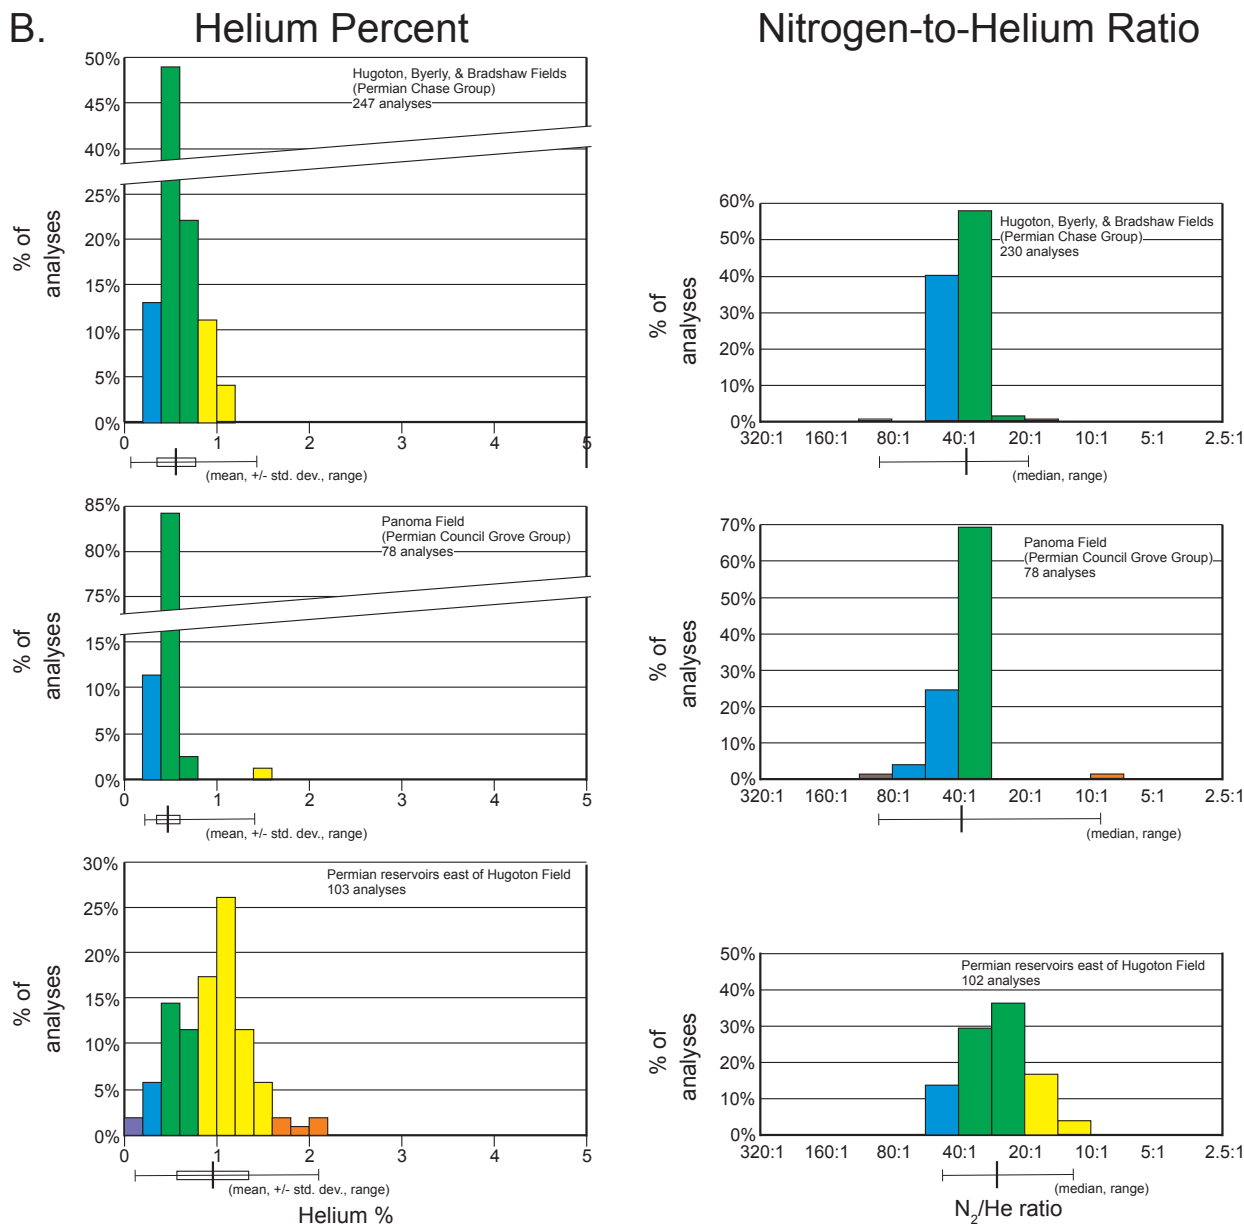 B.
Helium Percent
Nitrogen-to-Helium Ratio
50%
45%
40%
25%
20%
15%
10%
5%
0%
% of
analyses
Hugoton, Byerly, & Bradshaw Fields
(Permian Chase Group)
247 analyses
0
1
2
3
4
5
(mean, +/- std. dev., range)
60%
50%
40%
30%
20%
10%
0%
% of
analyses
Hugoton, Byerly, & Bradshaw Fields
(Permian Chase Group)
230 analyses
320:1
160:1
80:1
40:1
20:1
10:1
5:1
2.5:1
(median, range)
85%
80%
75%
15%
10%
5%
0%
% of
analyses
Panoma Field
(Permian Council Grove Group)
78 analyses
0
1
2
3
4
5
(mean, +/- std. dev., range)
70%
60%
50%
40%
30%
20%
10%
0%
% of
analyses
Panoma Field
(Permian Council Grove Group)
78 analyses
320:1
160:1
80:1
40:1
20:1
10:1
5:1
2.5:1
(median, range)
30%
25%
20%
15%
10%
5%
0%
% of
analyses
Permian reservoirs east of Hugoton Field
103 analyses
0
1
2
3
4
5
(mean, +/- std. dev., range)
Helium %
50%
40%
30%
20%
10%
0%
% of
analyses
Permian reservoirs east of Hugoton Field
102 analyses
320:1
160:1
80:1
40:1
20:1
10:1
5:1
2.5:1
(median, range)
N₂/He ratio